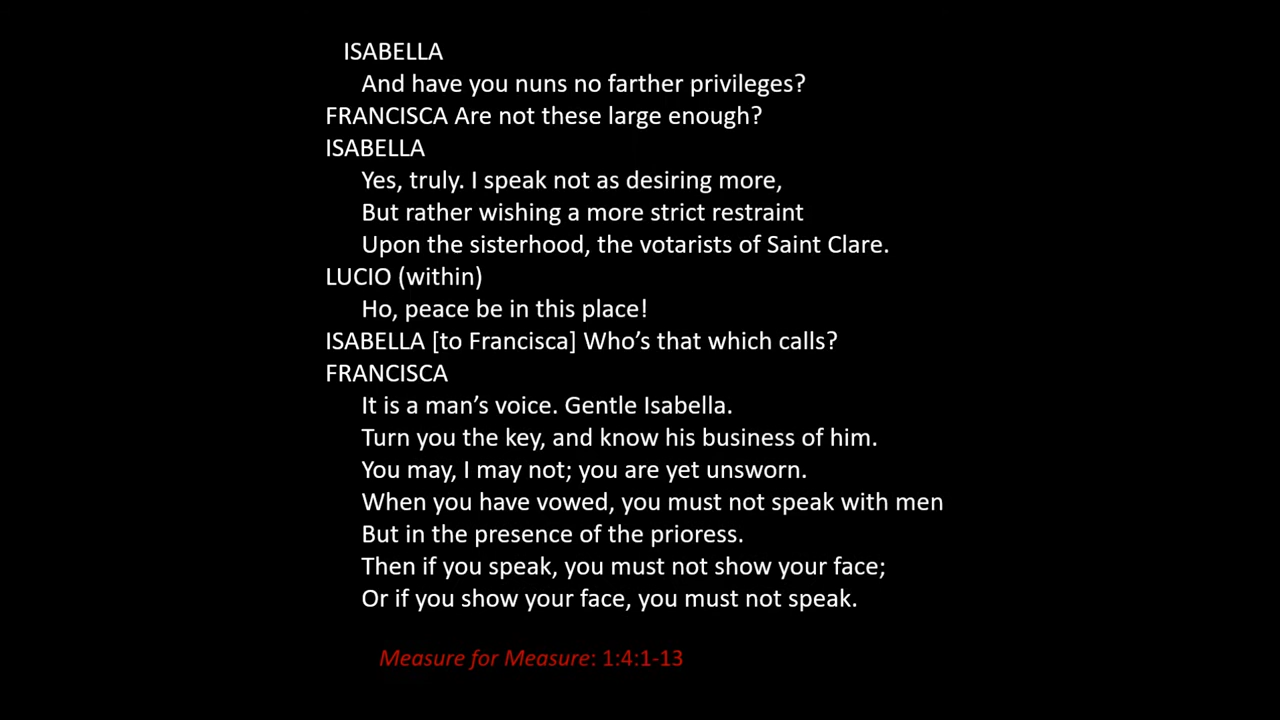 ISABELLA
And have you nuns no farther privileges?
FRANCISCA Are not these large enough?
ISABELLA
Yes, truly. I speak not as desiring more,
But rather wishing a more strict restraint
Upon the sisterhood, the votarists of Saint Clare.
LUCIO (within)
Ho, peace be in this place!
ISABELLA [to Francisca] Who’s that which calls?
FRANCISCA
It is a man’s voice. Gentle Isabella.
Turn you the key, and know his business of him.
You may, I may not; you are yet unsworn.
When you have vowed, you must not speak with men
But in the presence of the prioress.
Then if you speak, you must not show your face;
Or if you show your face, you must not speak.
Measure for Measure: 1:4:1-13